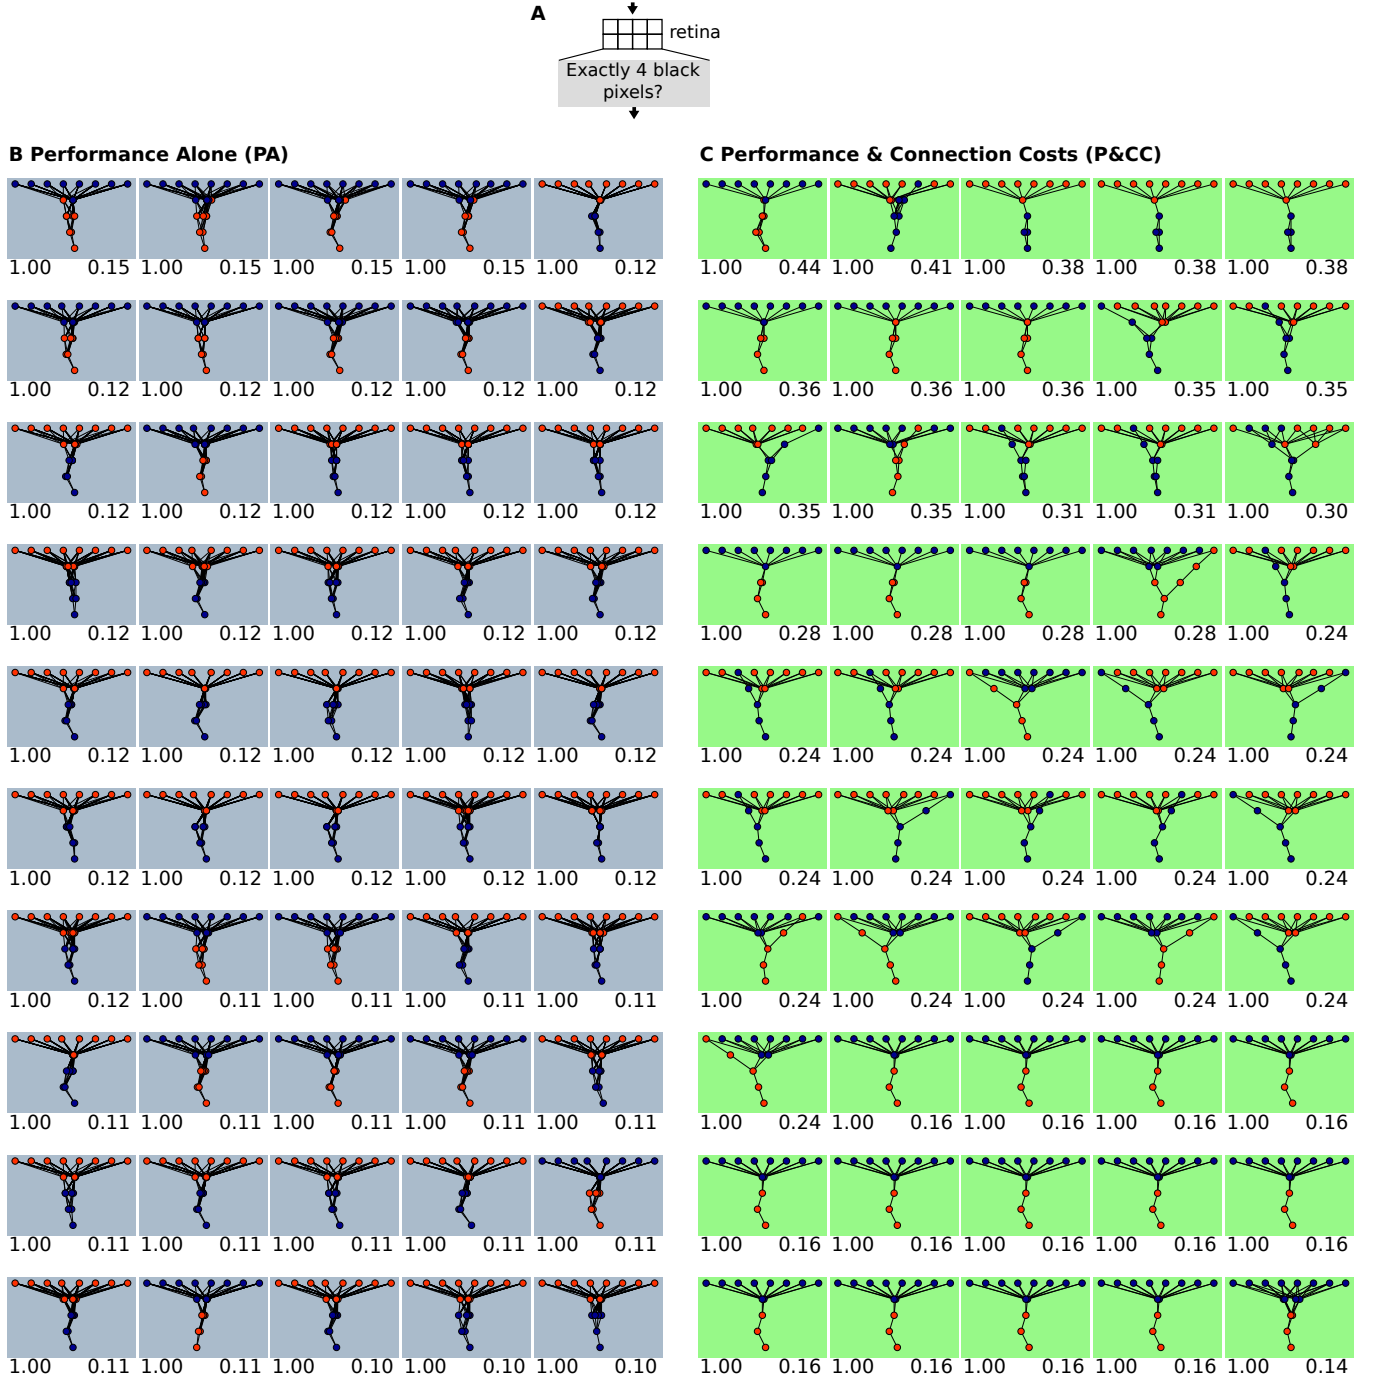 A
retina
Exactly 4 black
pixels?
B Performance Alone (PA)
C Performance & Connection Costs (P&CC)
1.00 0.15 1.00 0.15 1.00 0.15 1.00 0.15 1.00 0.12
1.00 0.44 1.00 0.41 1.00 0.38 1.00 0.38 1.00 0.38
1.00 0.12 1.00 0.12 1.00 0.12 1.00 0.12 1.00 0.12
1.00 0.36 1.00 0.36 1.00 0.36 1.00 0.35 1.00 0.35
1.00 0.12 1.00 0.12 1.00 0.12 1.00 0.12 1.00 0.12
1.00 0.35 1.00 0.35 1.00 0.31 1.00 0.31 1.00 0.30
1.00 0.12 1.00 0.12 1.00 0.12 1.00 0.12 1.00 0.12
1.00 0.28 1.00 0.28 1.00 0.28 1.00 0.28 1.00 0.24
1.00 0.12 1.00 0.12 1.00 0.12 1.00 0.12 1.00 0.12
1.00 0.24 1.00 0.24 1.00 0.24 1.00 0.24 1.00 0.24
1.00 0.12 1.00 0.12 1.00 0.12 1.00 0.12 1.00 0.12
1.00 0.24 1.00 0.24 1.00 0.24 1.00 0.24 1.00 0.24
1.00 0.12 1.00 0.11 1.00 0.11 1.00 0.11 1.00 0.11
1.00 0.24 1.00 0.24 1.00 0.24 1.00 0.24 1.00 0.24
1.00 0.11 1.00 0.11 1.00 0.11 1.00 0.11 1.00 0.11
1.00 0.24 1.00 0.16 1.00 0.16 1.00 0.16 1.00 0.16
1.00 0.11 1.00 0.11 1.00 0.11 1.00 0.11 1.00 0.11
1.00 0.16 1.00 0.16 1.00 0.16 1.00 0.16 1.00 0.16
1.00 0.11 1.00 0.11 1.00 0.10 1.00 0.10 1.00 0.10
1.00 0.16 1.00 0.16 1.00 0.16 1.00 0.16 1.00 0.14